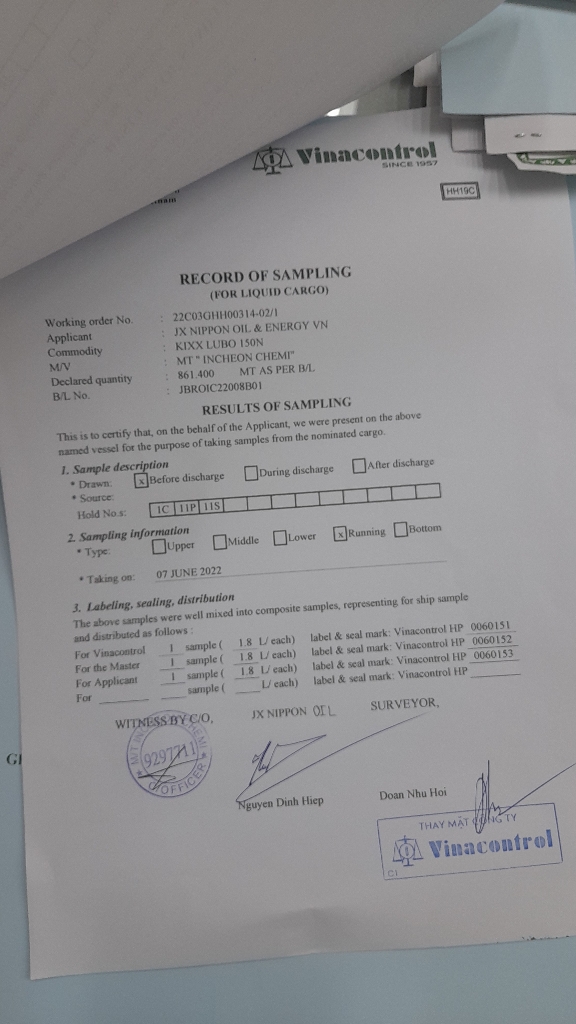 Vinacontrol
SINCE 1957
HH19C
RECORD OF SAMPLING
(FOR LIQUID CARGO)
Working order No. : 22C03GHH00314-02/1
Applicant : JX NIPPON OIL & ENERGY VN
Commodity : KIXX LUBO 150N
M/V : MT " INCHEON CHEMI"
Declared quantity : 861.400 MT AS PER B/L
B/L No. : JBROIC22008B01
RESULTS OF SAMPLING
This is to certify that, on the behalf of the Applicant, we were present on the above
named vessel for the purpose of taking samples from the nominated cargo.
1. Sample description
* Drawn: x Before discharge During discharge After discharge
* Source:
Hold No.s: 1C 11P 11S
2. Sampling information
* Type: Upper Middle Lower x Running Bottom
* Taking on: 07 JUNE 2022
3. Labeling, sealing, distribution
The above samples were well mixed into composite samples, representing for ship sample
and distributed as follows :
For Vinacontrol 1 sample ( 1.8 L/ each) label & seal mark: Vinacontrol HP 0060151
For the Master 1 sample ( 1.8 L/ each) label & seal mark: Vinacontrol HP 0060152
For Applicant 1 sample ( 1.8 L/ each) label & seal mark: Vinacontrol HP 0060153
For sample ( L/ each) label & seal mark: Vinacontrol HP
WITNESS BY C/O, JX NIPPON OIL SURVEYOR,
9297711
OFFICER
Nguyen Dinh Hiep Doan Nhu Hoi
THAY MẶT CÔNG TY
Vinacontrol
C1